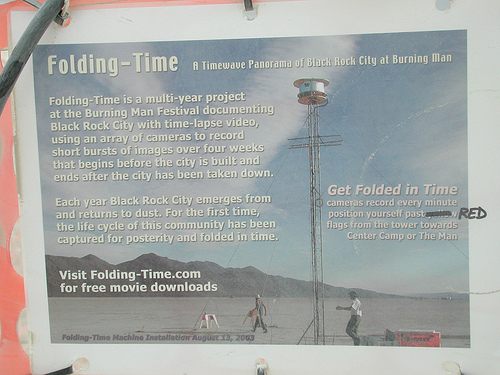 Folding-Time A Timewave Panorama of Black Rock City at Burning Man
Folding-Time is a multi-year project
at the Burning Man Festival documenting
Black Rock City with time-lapse video,
using an array of cameras to record
short bursts of images over four weeks
that begins before the city is built and
ends after the city has been taken down.
Each year Black Rock City emerges from
and returns to dust. For the first time,
the life cycle of this community has been
captured for posterity and folded in time.
Get Folded in Time
cameras record every minute
position yourself past RED
flags from the tower towards
Center Camp or The Man
Visit Folding-Time.com
for free movie downloads
Folding-Time Machine Installation August 13, 2003